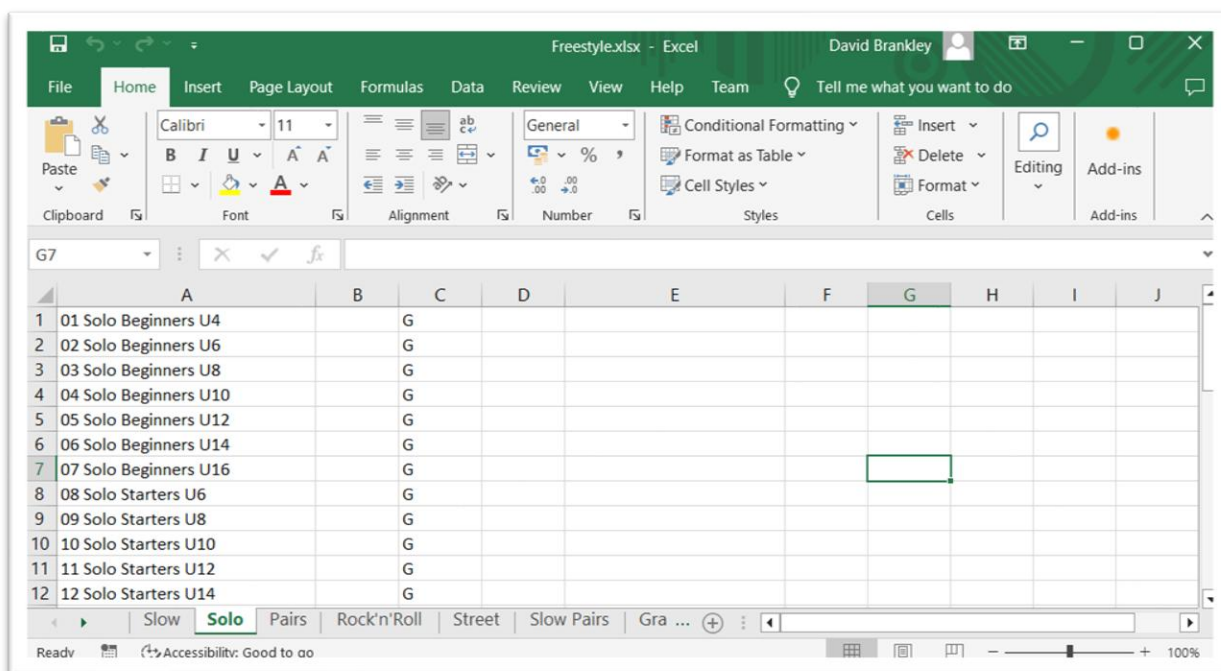 Freestyle.xlsx - Excel David Brankley
File Home Insert Page Layout Formulas Data Review View Help Team Tell me what you want to do
Calibri 11 ab c General Conditional Formatting Insert
Paste B I U A A % , Format as Table Delete Editing Add-ins
A .00 .0 .00 .0 Cell Styles Format
Clipboard Font Alignment Number Styles Cells Add-ins
G7 fx
A B C D E F G H I J
1 01 Solo Beginners U4 G
2 02 Solo Beginners U6 G
3 03 Solo Beginners U8 G
4 04 Solo Beginners U10 G
5 05 Solo Beginners U12 G
6 06 Solo Beginners U14 G
7 07 Solo Beginners U16 G
8 08 Solo Starters U6 G
9 09 Solo Starters U8 G
10 10 Solo Starters U10 G
11 11 Solo Starters U12 G
12 12 Solo Starters U14 G
Slow Solo Pairs Rock'n'Roll Street Slow Pairs Gra ...
Ready Accessibility: Good to go 100%